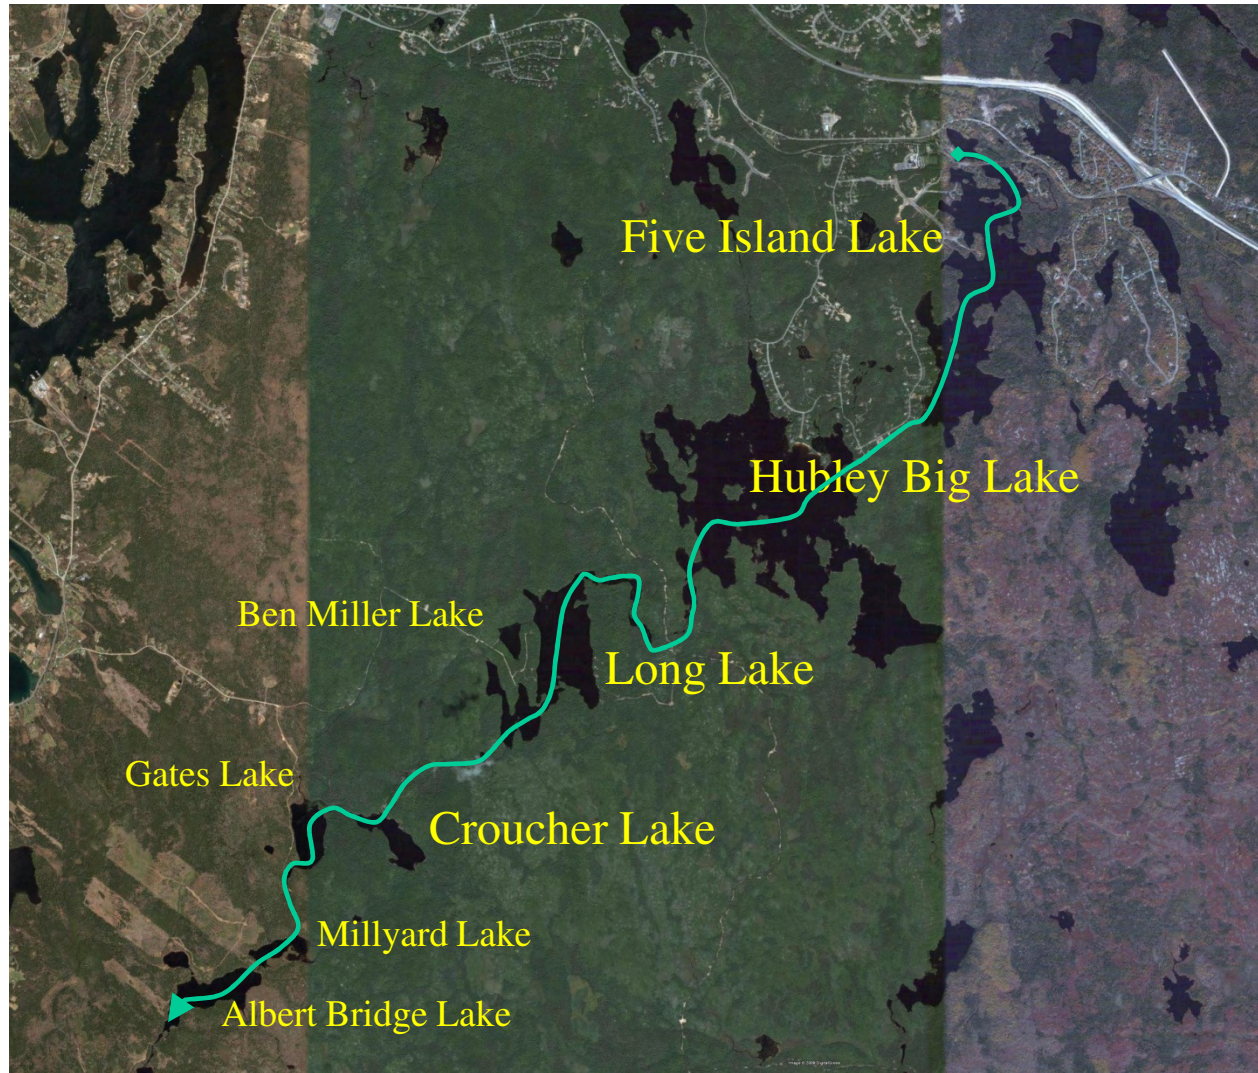 Five Island Lake
Hubley Big Lake
Ben Miller Lake
Long Lake
Gates Lake
Croucher Lake
Millyard Lake
Albert Bridge Lake